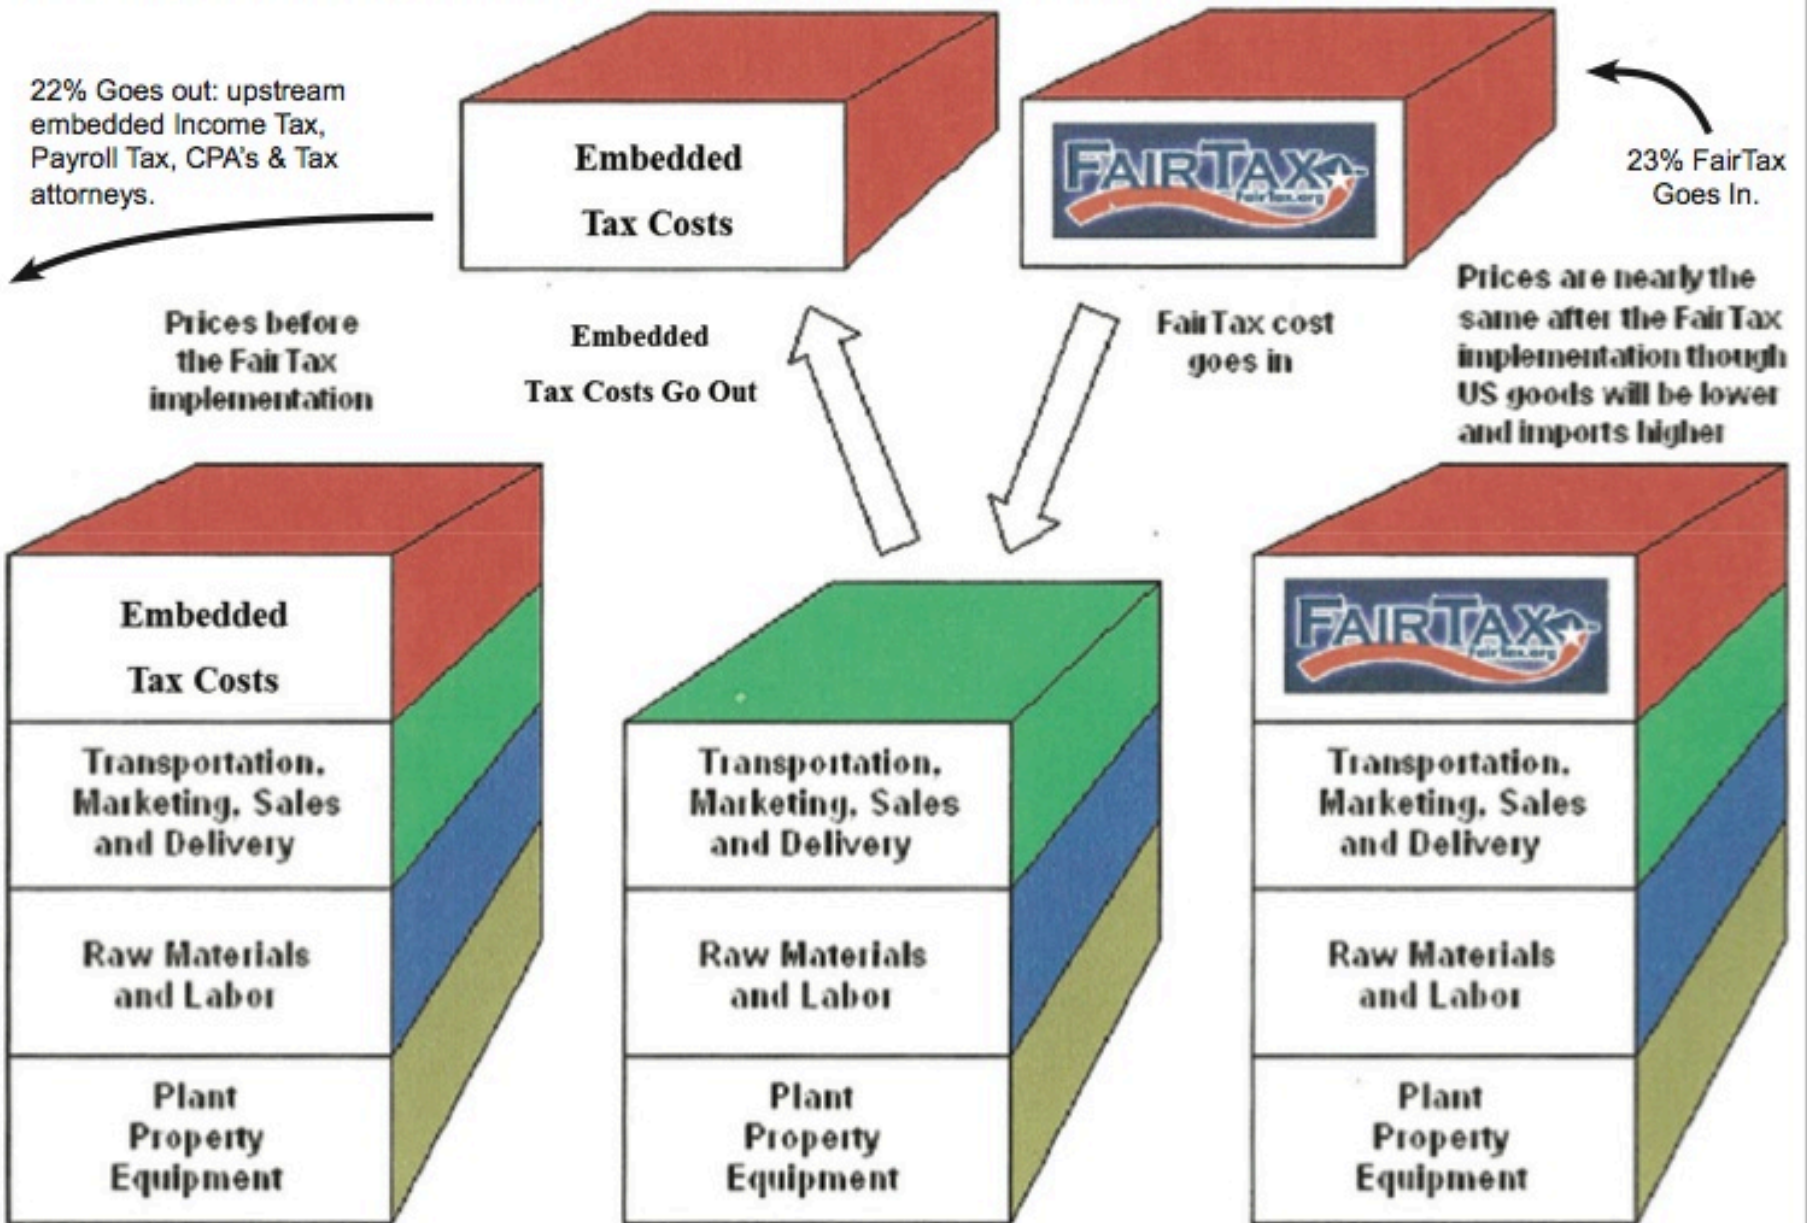 22% Goes out: upstream
embedded Income Tax,
Payroll Tax, CPA's & Tax
attorneys.
Embedded
Tax Costs
FAIRTAX
FairTax.org
23% FairTax
Goes In.
Prices before
the FairTax
implementation
Embedded
Tax Costs Go Out
FairTax cost
goes in
Prices are nearly the
same after the FairTax
implementation though
US goods will be lower
and imports higher
Embedded
Tax Costs
Transportation,
Marketing, Sales
and Delivery
Raw Materials
and Labor
Plant
Property
Equipment
Transportation,
Marketing, Sales
and Delivery
Raw Materials
and Labor
Plant
Property
Equipment
FAIRTAX
FairTax.org
Transportation,
Marketing, Sales
and Delivery
Raw Materials
and Labor
Plant
Property
Equipment